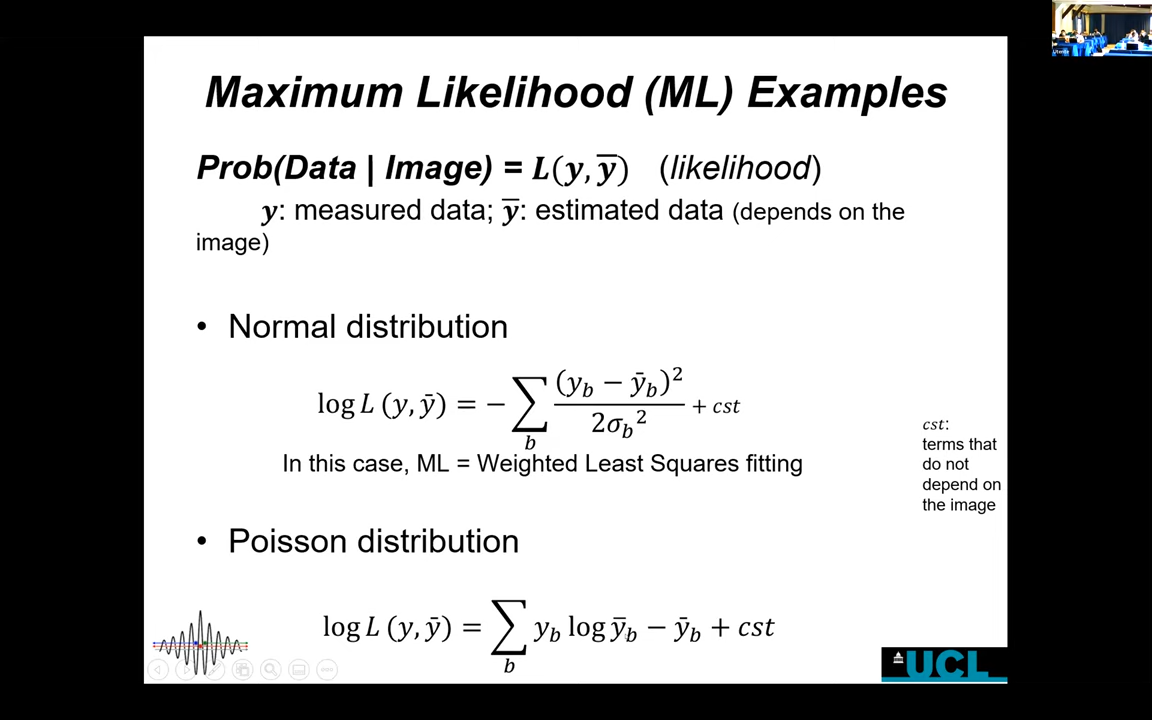 Maximum Likelihood (ML) Examples
Prob(Data | Image) = L(y, ȳ) (likelihood)
y: measured data; ȳ: estimated data (depends on the
image)
• Normal distribution
log L (y, ȳ) = − ∑_b (y_b − ȳ_b)² / 2σ_b² + cst
In this case, ML = Weighted Least Squares fitting
cst:
terms that
do not
depend on
the image
• Poisson distribution
log L (y, ȳ) = ∑_b y_b log ȳ_b − ȳ_b + cst
UCL